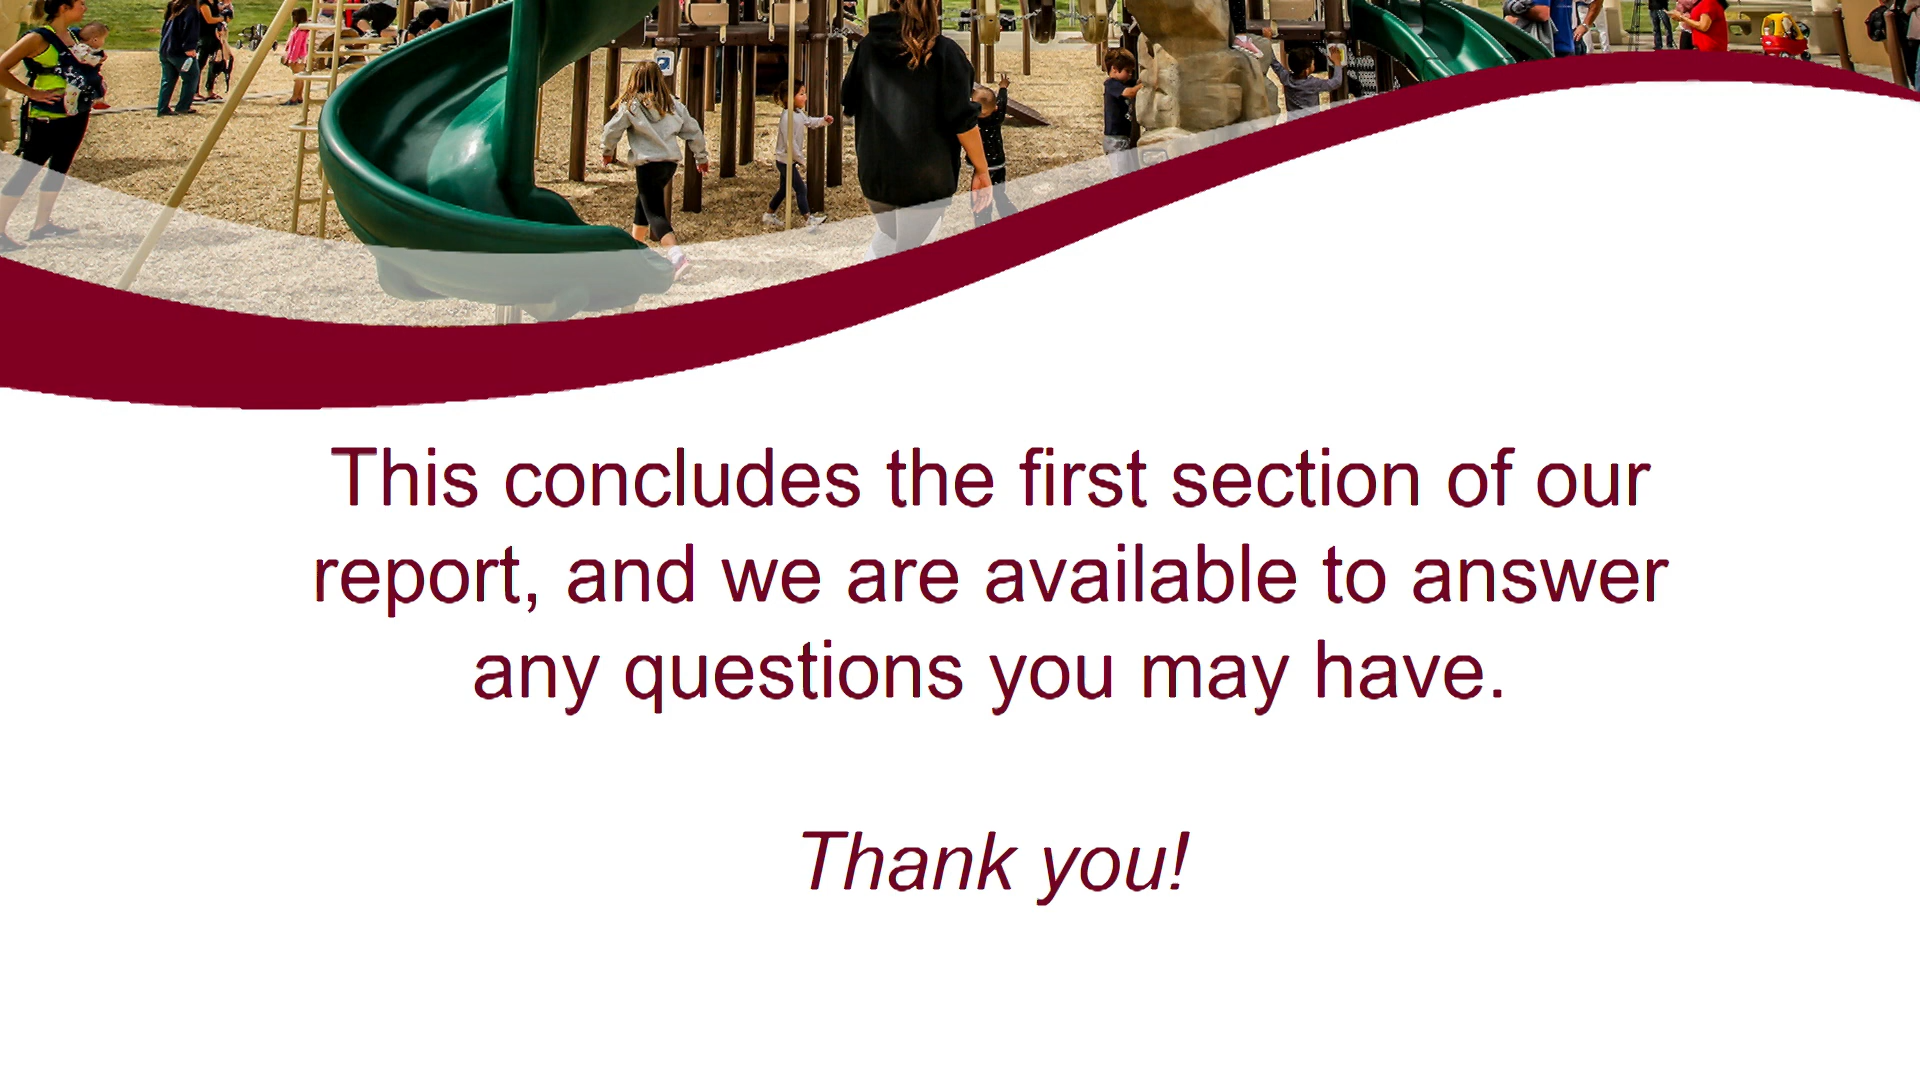 This concludes the first section of our
report, and we are available to answer
any questions you may have.
Thank you!